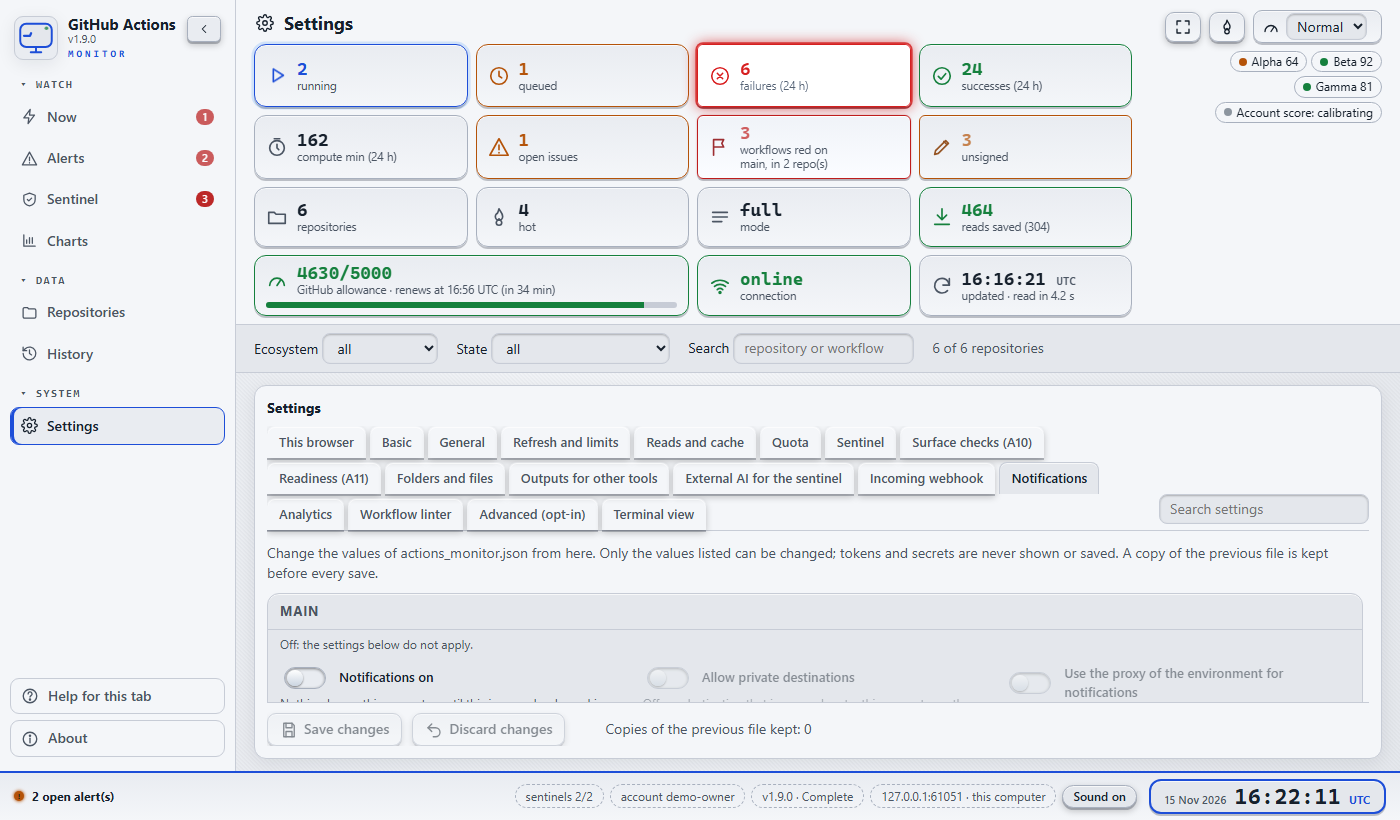 GitHub Actions
v1.9.0
MONITOR
WATCH
Now 1
Alerts 2
Sentinel 3
Charts
DATA
Repositories
History
SYSTEM
Settings
Help for this tab
About
Settings
Normal
Alpha 64
Beta 92
Gamma 81
Account score: calibrating
2
running
1
queued
6
failures (24 h)
24
successes (24 h)
162
compute min (24 h)
1
open issues
3
workflows red on
main, in 2 repo(s)
3
unsigned
6
repositories
4
hot
full
mode
464
reads saved (304)
4630/5000
GitHub allowance · renews at 16:56 UTC (in 34 min)
online
connection
16:16:21 UTC
updated · read in 4.2 s
Ecosystem all State all Search repository or workflow 6 of 6 repositories
Settings
This browser Basic General Refresh and limits Reads and cache Quota Sentinel Surface checks (A10)
Readiness (A11) Folders and files Outputs for other tools External AI for the sentinel Incoming webhook Notifications
Analytics Workflow linter Advanced (opt-in) Terminal view
Search settings
Change the values of actions_monitor.json from here. Only the values listed can be changed; tokens and secrets are never shown or saved. A copy of the previous file is kept
before every save.
MAIN
Off: the settings below do not apply.
Notifications on
Allow private destinations
Use the proxy of the environment for
notifications
Save changes Discard changes Copies of the previous file kept: 0
2 open alert(s)
sentinels 2/2 account demo-owner v1.9.0 · Complete 127.0.0.1:61051 · this computer Sound on 15 Nov 2026 16:22:11 UTC